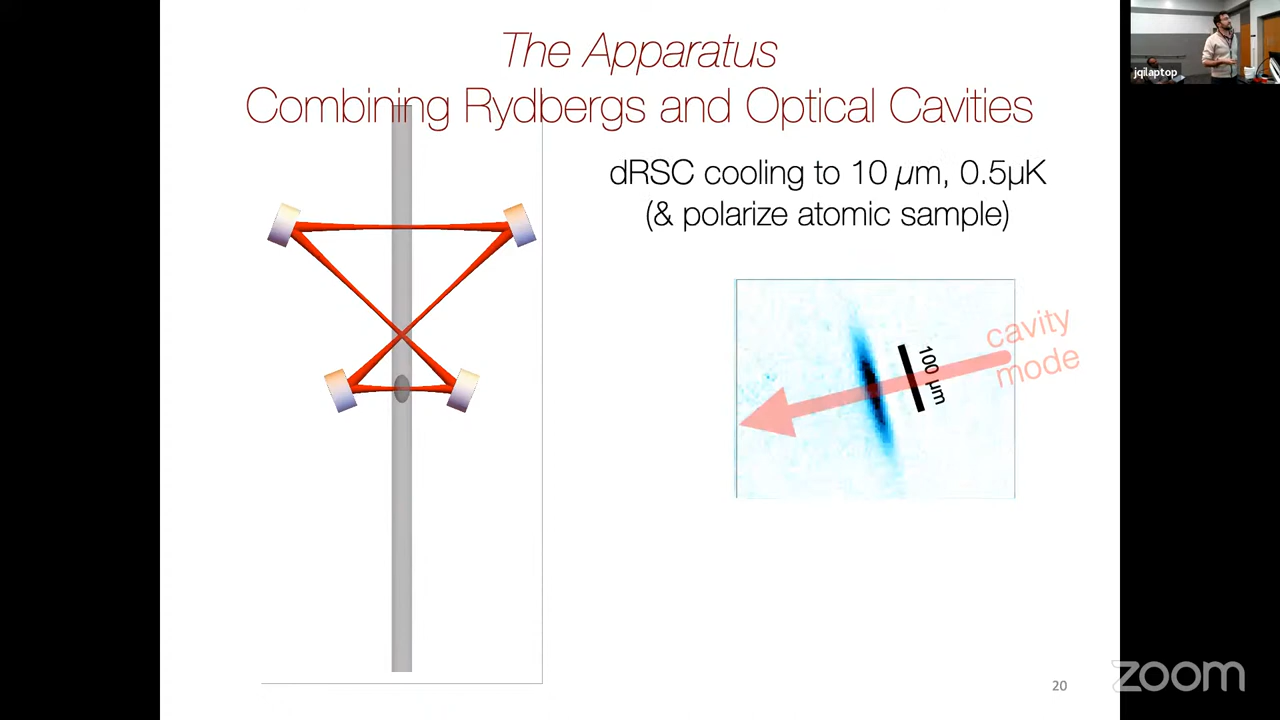 The Apparatus
Combining Rydbergs and Optical Cavities
dRSC cooling to 10 µm, 0.5µK
(& polarize atomic sample)
cavity
mode
100 µm
jqilaptop
20
zoom